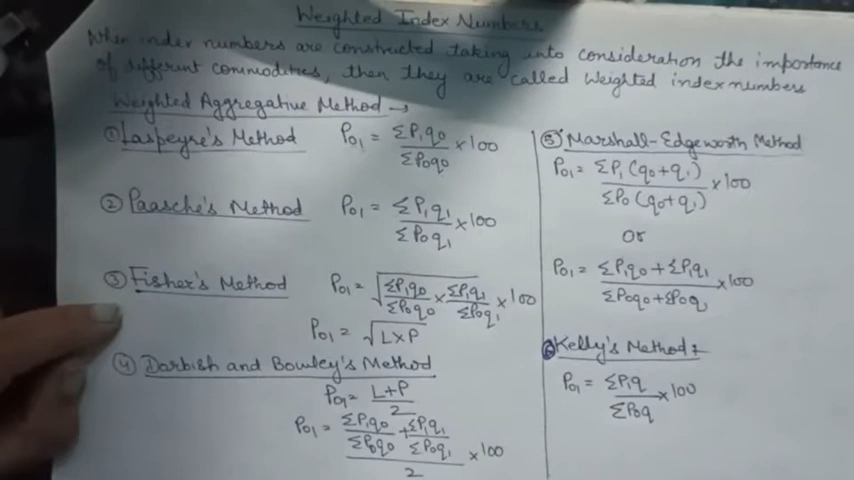 Weighted Index Numbers
When index numbers are constructed taking into consideration the importance
of different commodities, then they are called Weighted index numbers
Weighted Aggregative Method →
① Laspeyre's Method P₀₁ = ΣP₁q₀ / ΣP₀q₀ × 100
② Paasche's Method P₀₁ = ΣP₁q₁ / ΣP₀q₁ × 100
③ Fisher's Method P₀₁ = √(ΣP₁q₀ / ΣP₀q₀ × ΣP₁q₁ / ΣP₀q₁) × 100
P₀₁ = √(L×P)
④ Darbish and Bowley's Method
P₀₁ = (L+P) / 2
P₀₁ = (ΣP₁q₀ / ΣP₀q₀ + ΣP₁q₁ / ΣP₀q₁) / 2 × 100
⑤ Marshall-Edgeworth Method
P₀₁ = ΣP₁(q₀+q₁) / ΣP₀(q₀+q₁) × 100
Or
P₀₁ = (ΣP₁q₀ + ΣP₁q₁) / (ΣP₀q₀ + ΣP₀q₁) × 100
⑥ Kelly's Method :
P₀₁ = ΣP₁q / ΣP₀q × 100